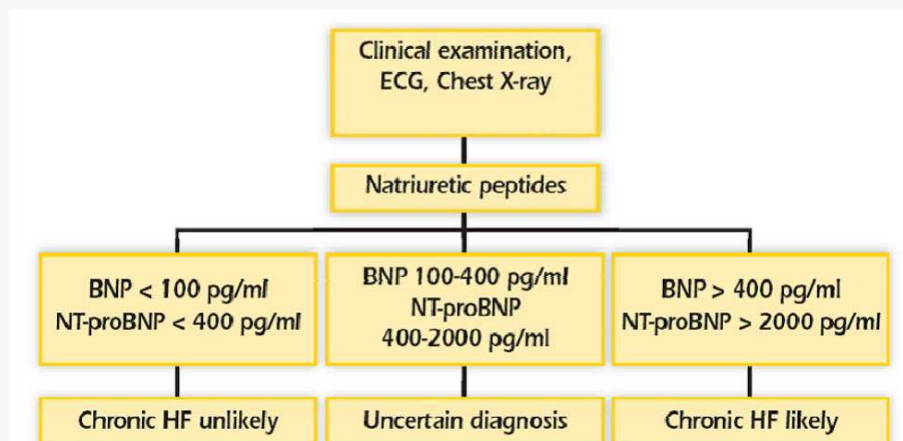 Clinical examination,
ECG, Chest X-ray
Natriuretic peptides
BNP < 100 pg/ml
NT-proBNP < 400 pg/ml
BNP 100-400 pg/ml
NT-proBNP
400-2000 pg/ml
BNP > 400 pg/ml
NT-proBNP > 2000 pg/ml
Chronic HF unlikely
Uncertain diagnosis
Chronic HF likely